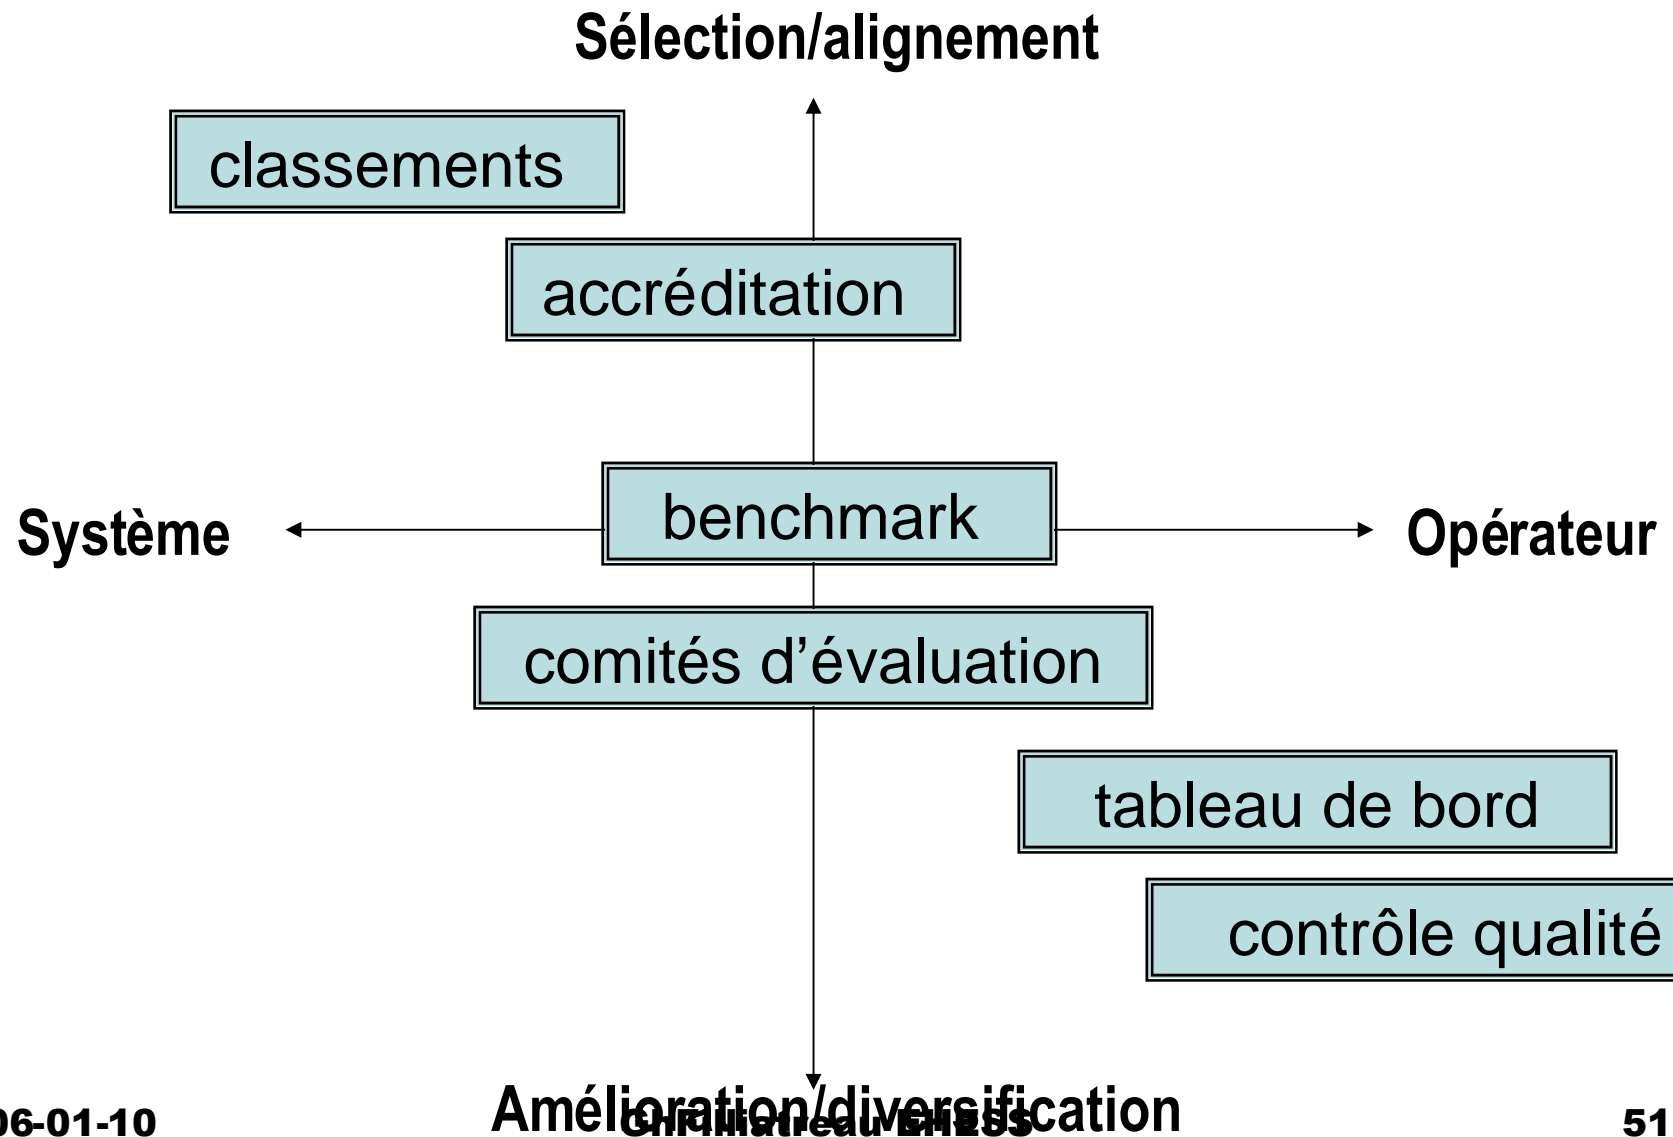 Sélection/alignement
classements
accréditation
benchmark
Système
Opérateur
comités d’évaluation
tableau de bord
contrôle qualité
Amélioration/diversification
06-01-10
EHESS
51